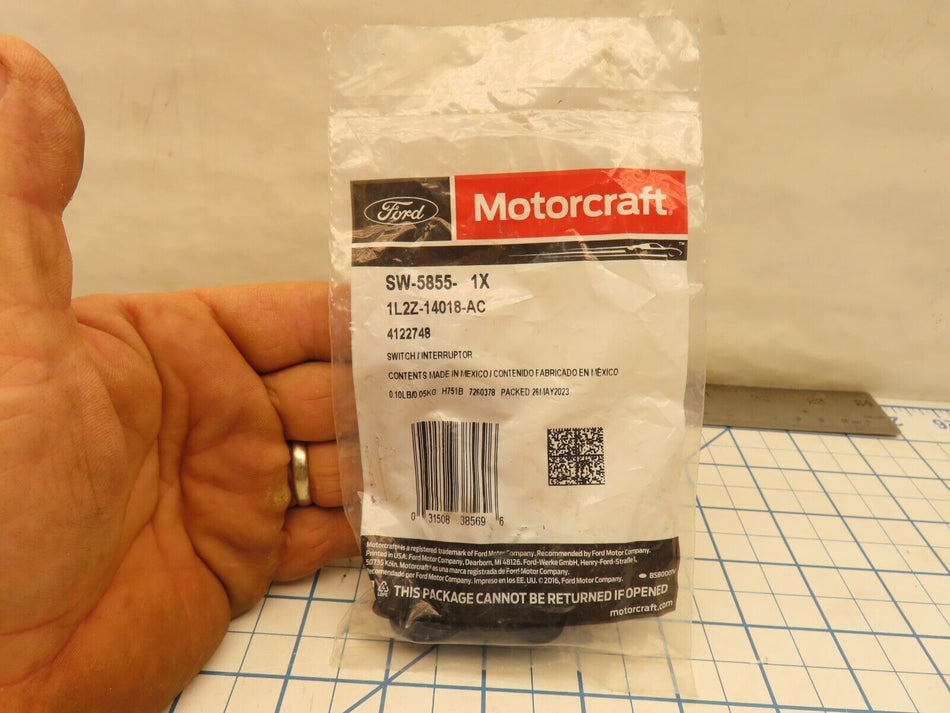 Ford
Motorcraft
SW-5855- 1X
1L2Z-14018-AC
4122748
SWITCH / INTERRUPTOR
CONTENTS MADE IN MEXICO / CONTENIDO FABRICADO EN MÉXICO
0.10LB/0.05KG H751B 7260378 PACKED 26MAY2023
0 31508 38569 6
Motorcraft® is a registered trademark of Ford Motor Company. Recommended by Ford Motor Company.
Printed in USA. Ford Motor Company, Dearborn, MI 48126. Ford-Werke GmbH, Henry-Ford-Straße 1,
50735 Köln. Motorcraft® es una marca registrada de Ford Motor Company.
Recomendado por Ford Motor Company. Impreso en los EE. UU. © 2016, Ford Motor Company.
THIS PACKAGE CANNOT BE RETURNED IF OPENED
motorcraft.com